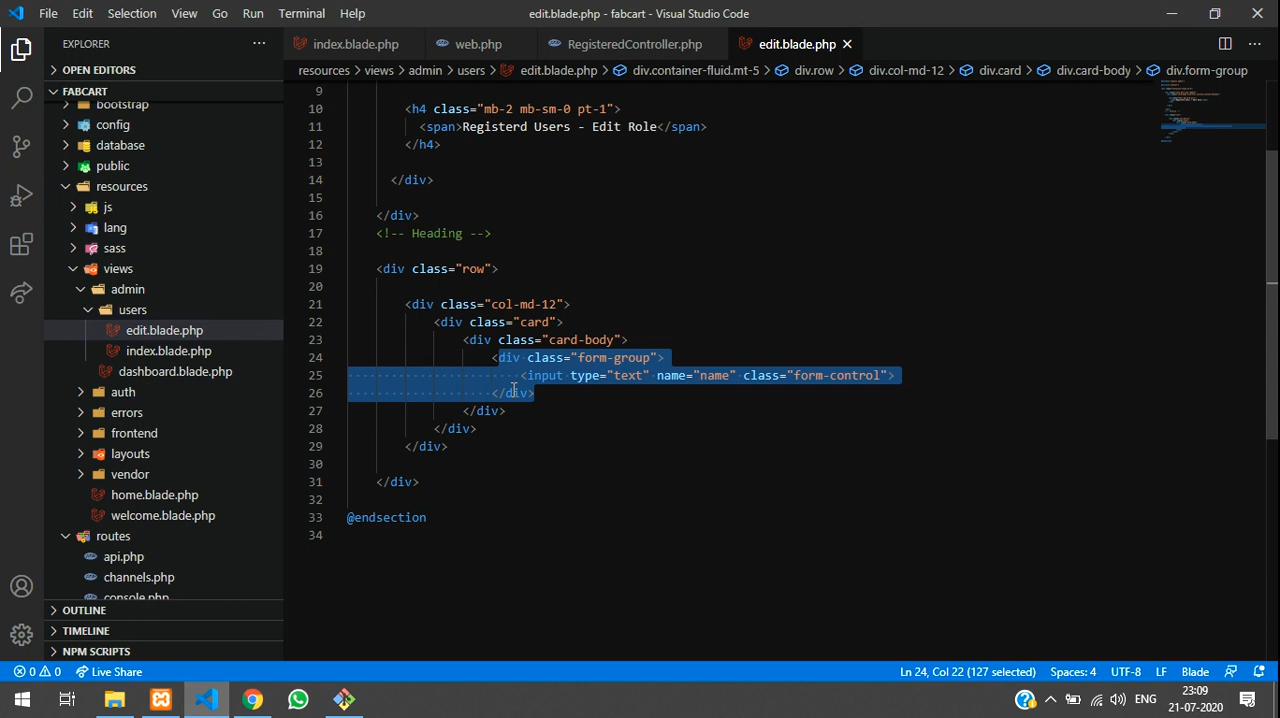 File Edit Selection View Go Run Terminal Help
edit.blade.php - fabcart - Visual Studio Code
EXPLORER
index.blade.php
web.php
RegisteredController.php
edit.blade.php
OPEN EDITORS
resources > views > admin > users > edit.blade.php > div.container-fluid.mt-5 > div.row > div.col-md-12 > div.card > div.card-body > div.form-group
FABCART
bootstrap
config
database
public
resources
js
lang
sass
views
admin
users
edit.blade.php
index.blade.php
dashboard.blade.php
auth
errors
frontend
layouts
vendor
home.blade.php
welcome.blade.php
routes
api.php
channels.php
console.php
OUTLINE
TIMELINE
NPM SCRIPTS
9
10 <h4 class="mb-2 mb-sm-0 pt-1">
11 <span>Registerd Users - Edit Role</span>
12 </h4>
13
14 </div>
15
16 </div>
17 <!-- Heading -->
18
19 <div class="row">
20
21 <div class="col-md-12">
22 <div class="card">
23 <div class="card-body">
24 <div class="form-group">
25 <input type="text" name="name" class="form-control">
26 </div>
27 </div>
28 </div>
29 </div>
30
31 </div>
32
33 @endsection
34
0 0 Live Share
Ln 24, Col 22 (127 selected) Spaces: 4 UTF-8 LF Blade
ENG
23:09
21-07-2020